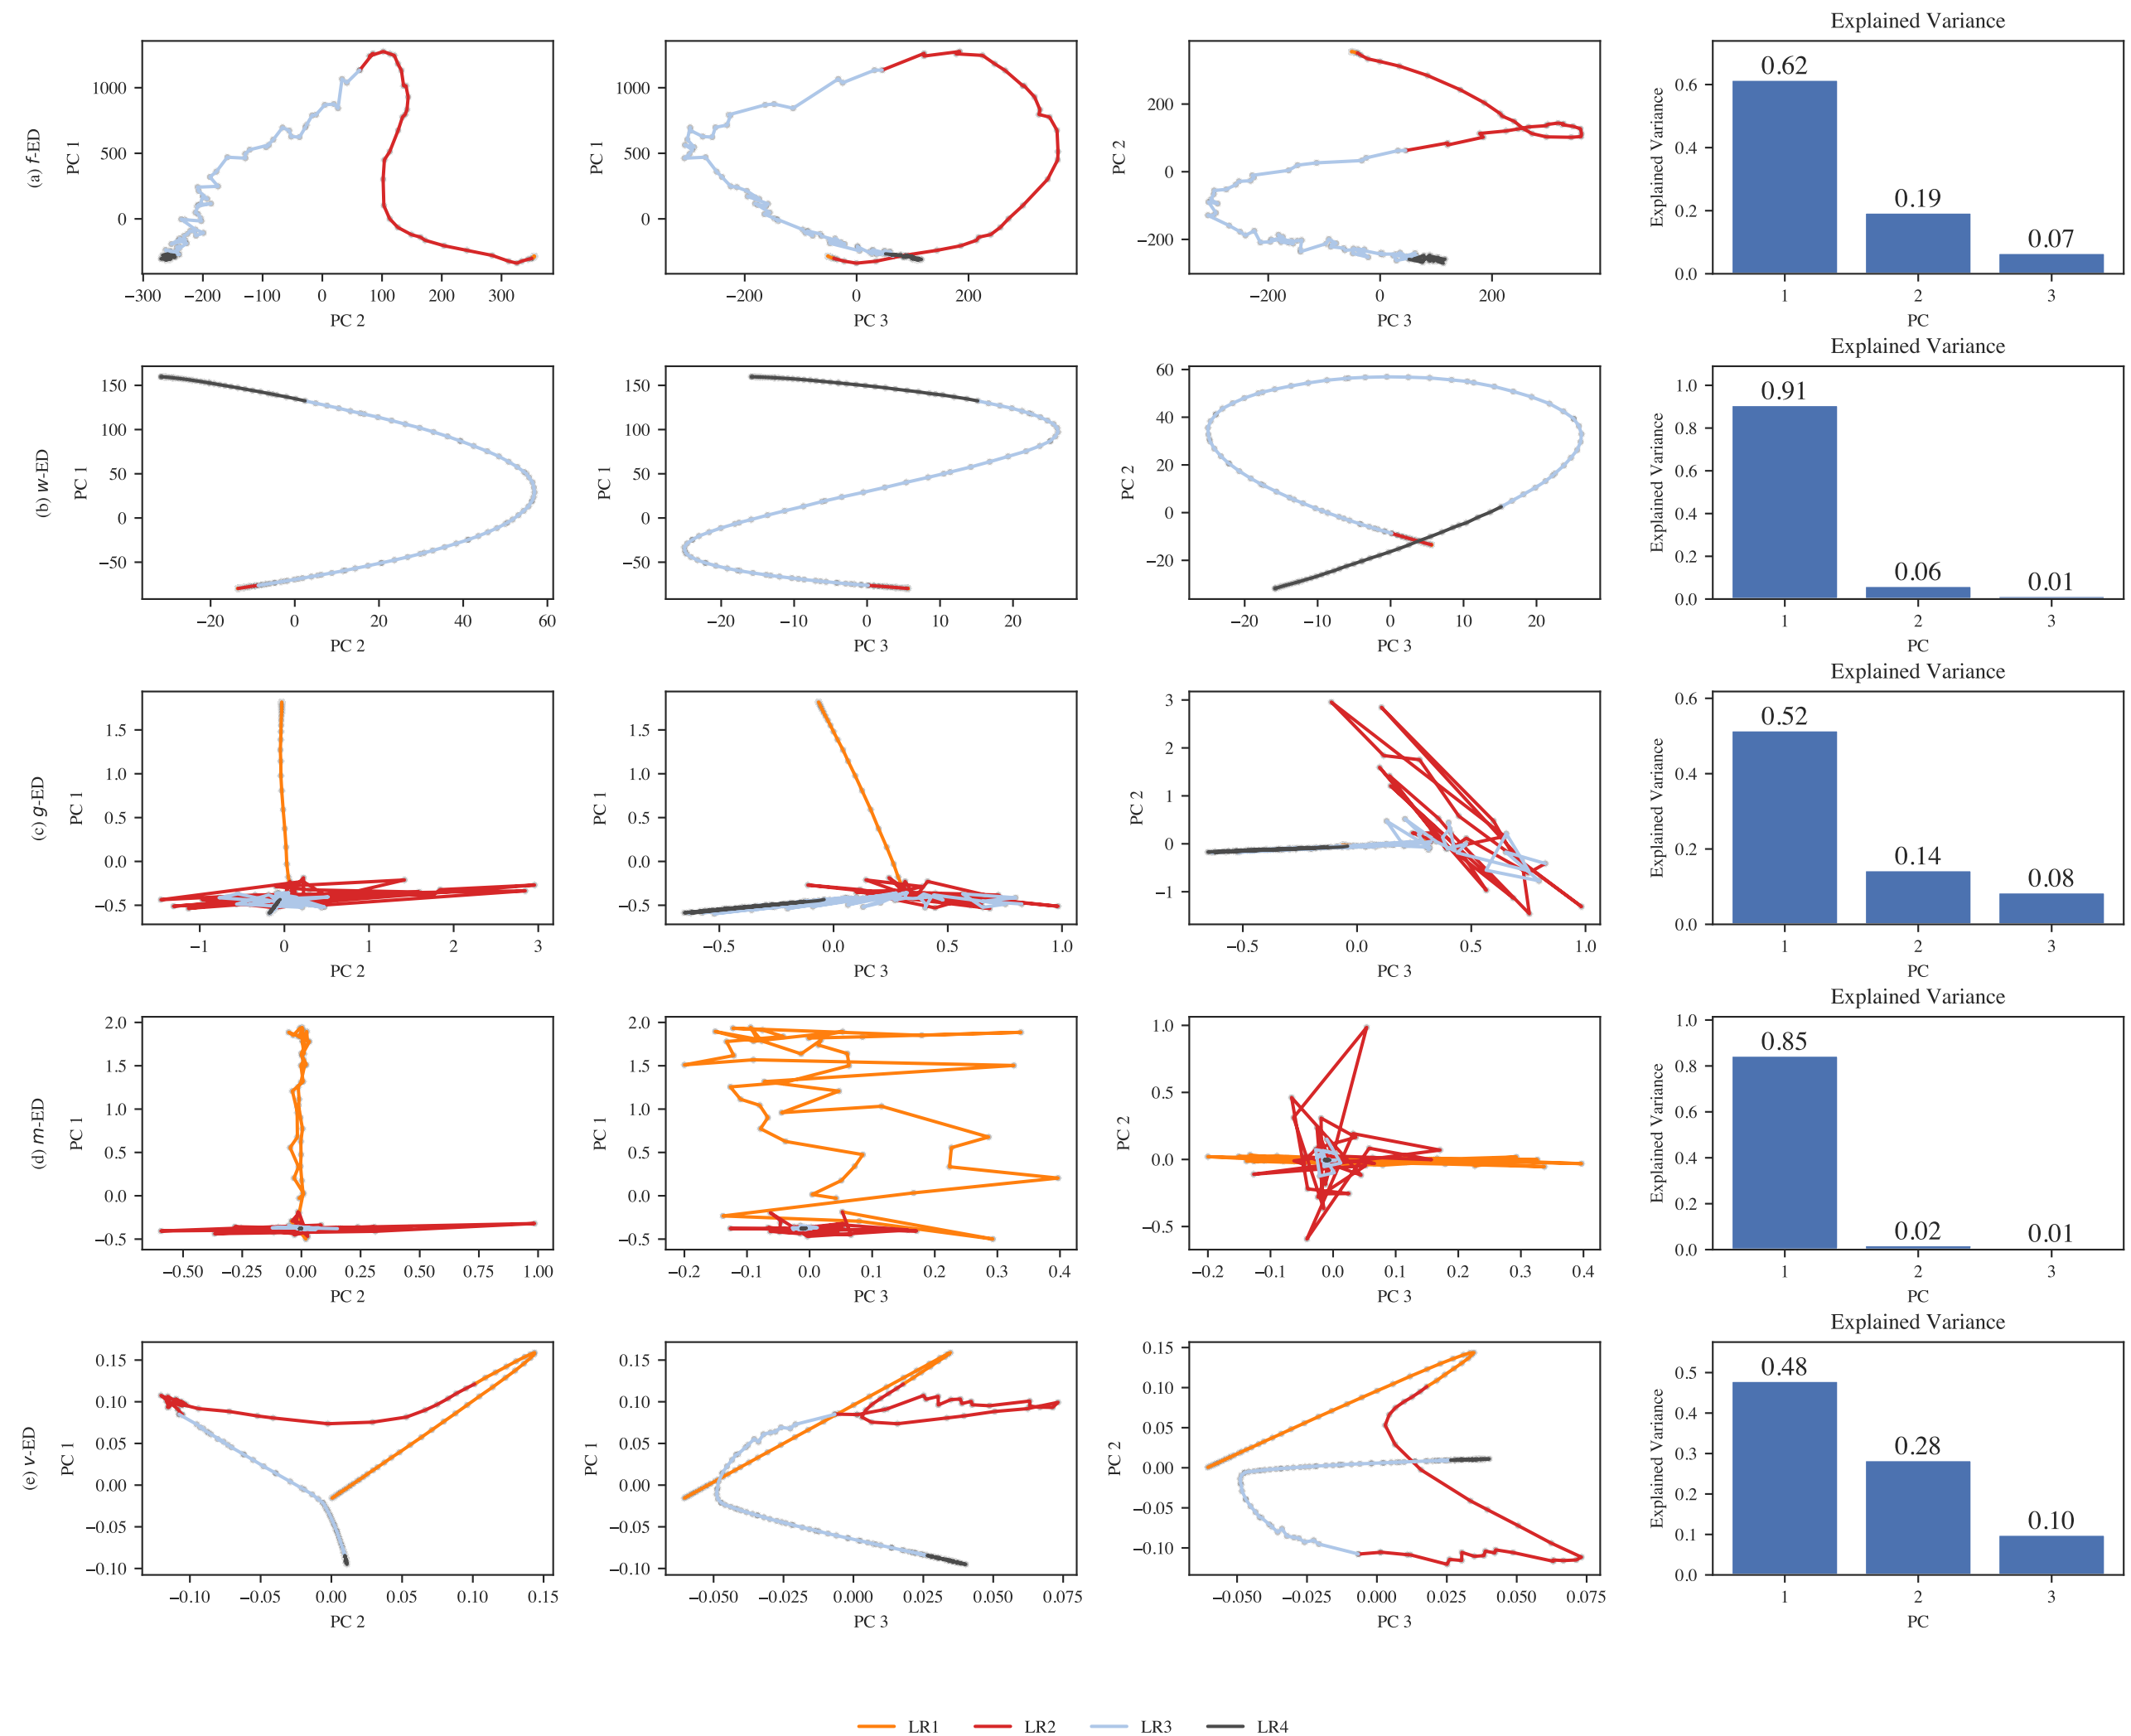 (a) f-ED
PC 1
1000
500
0
−300 −200 −100 0 100 200 300
PC 2
PC 1
1000
500
0
−200 0 200
PC 3
PC 2
200
0
−200
−200 0 200
PC 3
Explained Variance
Explained Variance
0.6
0.4
0.2
0.0
0.62
0.19
0.07
1 2 3
PC
(b) w-ED
PC 1
150
100
50
0
−50
−20 0 20 40 60
PC 2
PC 1
150
100
50
0
−50
−20 −10 0 10 20
PC 3
PC 2
60
40
20
0
−20
−20 −10 0 10 20
PC 3
Explained Variance
Explained Variance
1.0
0.8
0.6
0.4
0.2
0.0
0.91
0.06
0.01
1 2 3
PC
(c) g-ED
PC 1
1.5
1.0
0.5
0.0
−0.5
−1 0 1 2 3
PC 2
PC 1
1.5
1.0
0.5
0.0
−0.5
−0.5 0.0 0.5 1.0
PC 3
PC 2
3
2
1
0
−1
−0.5 0.0 0.5 1.0
PC 3
Explained Variance
Explained Variance
0.6
0.4
0.2
0.0
0.52
0.14
0.08
1 2 3
PC
(d) m-ED
PC 1
2.0
1.5
1.0
0.5
0.0
−0.5
−0.50 −0.25 0.00 0.25 0.50 0.75 1.00
PC 2
PC 1
2.0
1.5
1.0
0.5
0.0
−0.5
−0.2 −0.1 0.0 0.1 0.2 0.3 0.4
PC 3
PC 2
1.0
0.5
0.0
−0.5
−0.2 −0.1 0.0 0.1 0.2 0.3 0.4
PC 3
Explained Variance
Explained Variance
1.0
0.8
0.6
0.4
0.2
0.0
0.85
0.02
0.01
1 2 3
PC
(e) v-ED
PC 1
0.15
0.10
0.05
0.00
−0.05
−0.10
−0.10 −0.05 0.00 0.05 0.10 0.15
PC 2
PC 1
0.15
0.10
0.05
0.00
−0.05
−0.10
−0.050 −0.025 0.000 0.025 0.050 0.075
PC 3
PC 2
0.15
0.10
0.05
0.00
−0.05
−0.10
−0.050 −0.025 0.000 0.025 0.050 0.075
PC 3
Explained Variance
Explained Variance
0.5
0.4
0.3
0.2
0.1
0.0
0.48
0.28
0.10
1 2 3
PC
LR1 LR2 LR3 LR4